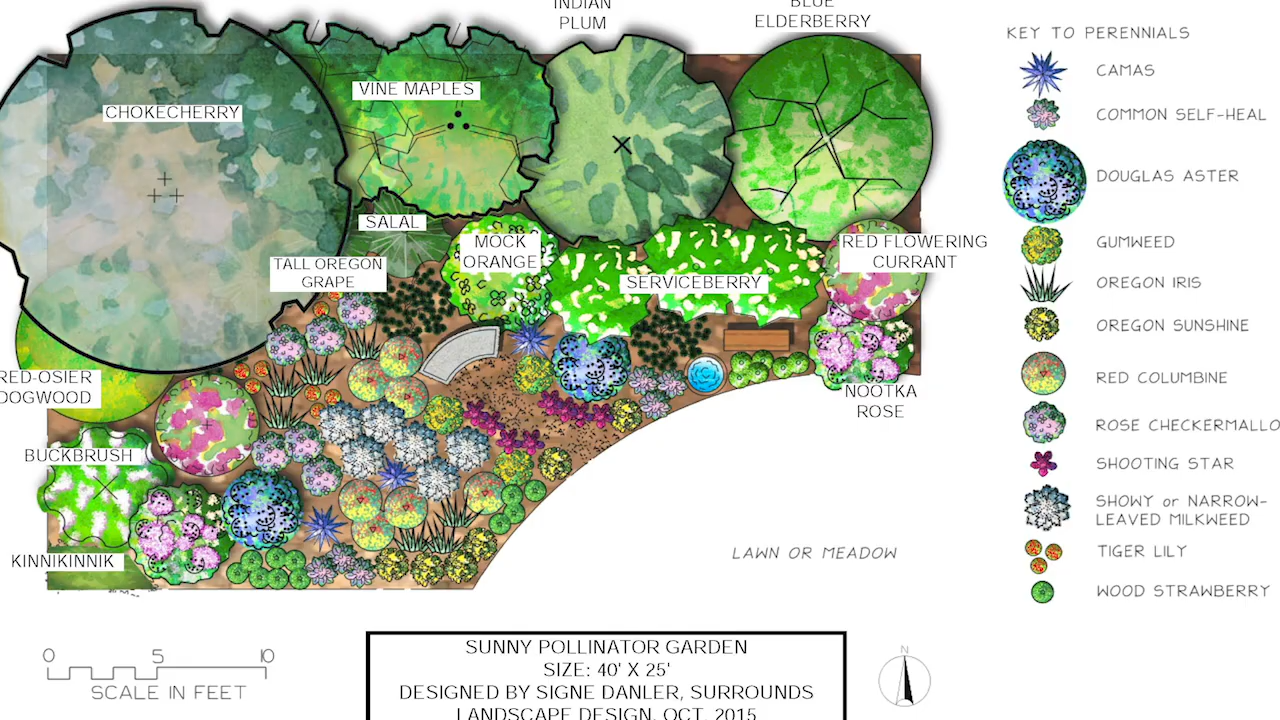 INDIAN
PLUM
BLUE
ELDERBERRY
CHOKECHERRY
VINE MAPLES
SALAL
MOCK
ORANGE
RED FLOWERING
CURRANT
TALL OREGON
GRAPE
SERVICEBERRY
RED-OSIER
DOGWOOD
NOOTKA
ROSE
BUCKBRUSH
KINNIKINNIK
LAWN OR MEADOW
KEY TO PERENNIALS
CAMAS
COMMON SELF-HEAL
DOUGLAS ASTER
GUMWEED
OREGON IRIS
OREGON SUNSHINE
RED COLUMBINE
ROSE CHECKERMALLO
SHOOTING STAR
SHOWY or NARROW-
LEAVED MILKWEED
TIGER LILY
WOOD STRAWBERRY
0 5 10
SCALE IN FEET
SUNNY POLLINATOR GARDEN
SIZE: 40' X 25'
DESIGNED BY SIGNE DANLER, SURROUNDS
LANDSCAPE DESIGN, OCT. 2015
N